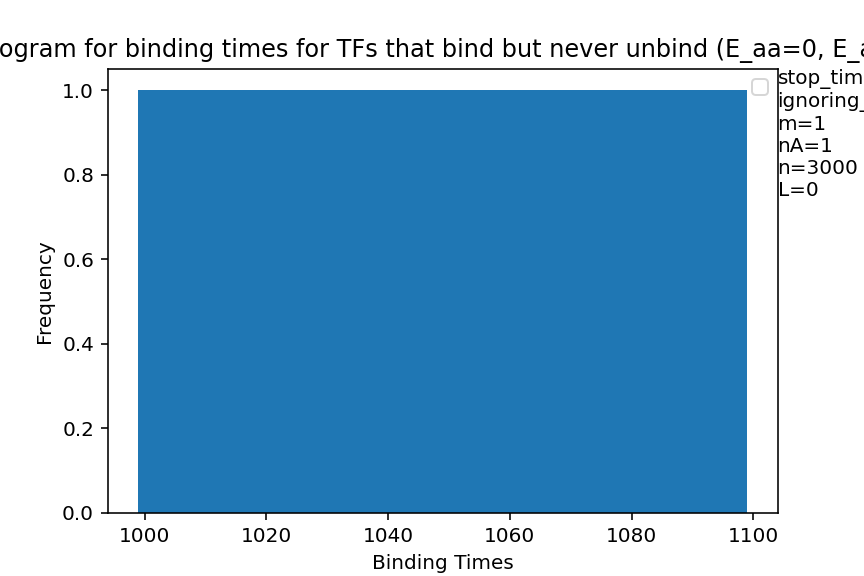 ogram for binding times for TFs that bind but never unbind (E_aa=0, E_a
stop_tim
ignoring_
m=1
nA=1
n=3000
L=0
1.0
0.8
0.6
0.4
0.2
0.0
Frequency
1000 1020 1040 1060 1080 1100
Binding Times